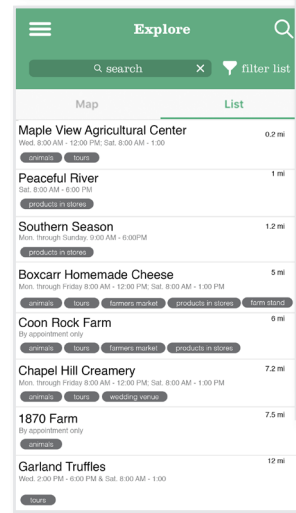 Explore
search × filter list
Map List
Maple View Agricultural Center 0.2 mi
Wed. 8:00 AM - 12:00 PM; Sat. 8:00 AM - 1:00
animals tours
Peaceful River 1 mi
Sat. 8:00 AM - 6:00 PM
products in stores
Southern Season 1.2 mi
Mon. through Sunday. 9:00 AM - 6:00PM
products in stores
Boxcarr Homemade Cheese 5 mi
Mon. through Friday 8:00 AM - 12:00 PM; Sat. 8:00 AM - 1:00 PM
animals tours farmers market products in stores farm stand
Coon Rock Farm 6 mi
By appointment only
animals tours farmers market products in stores
Chapel Hill Creamery 7.2 mi
Mon. through Friday 8:00 AM - 12:00 PM; Sat. 8:00 AM - 1:00 PM
animals tours wedding venue
1870 Farm 7.5 mi
By appointment only
animals
Garland Truffles 12 mi
Wed. 2:00 PM - 6:00 PM & Sat. 8:00 AM - 1:00
tours